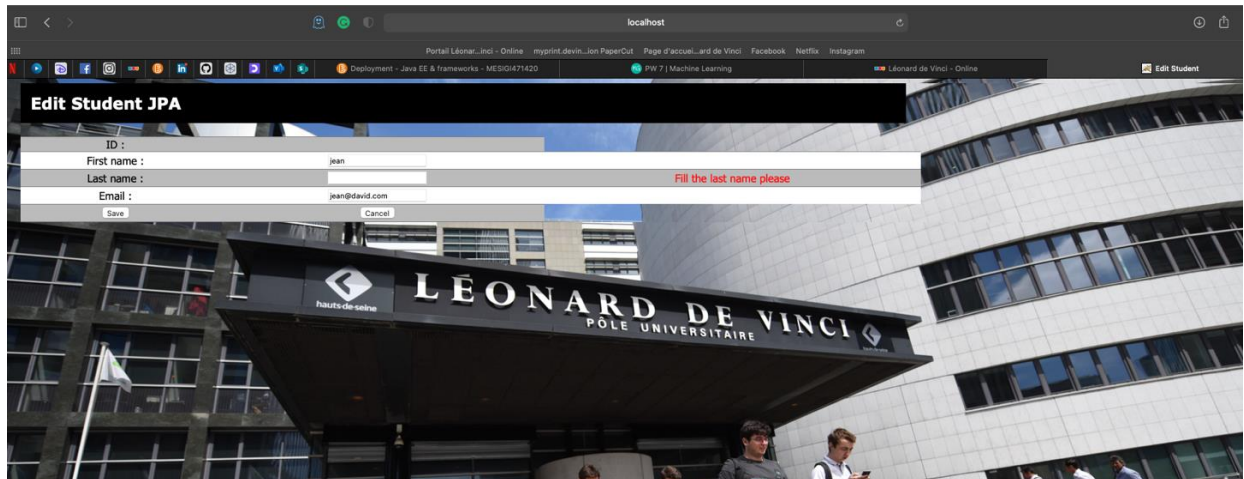 localhost
Portail Léonar...inci - Online myprint.devin...ion PaperCut Page d'accuei...ard de Vinci Facebook Netflix Instagram
Deployment - Java EE & frameworks - MESIGI471420 PW 7 | Machine Learning Léonard de Vinci - Online Edit Student
Edit Student JPA
ID :
First name : jean
Last name : Fill the last name please
Email : jean@david.com
Save Cancel
LÉONARD DE VINCI
PÔLE UNIVERSITAIRE
hauts-de-seine